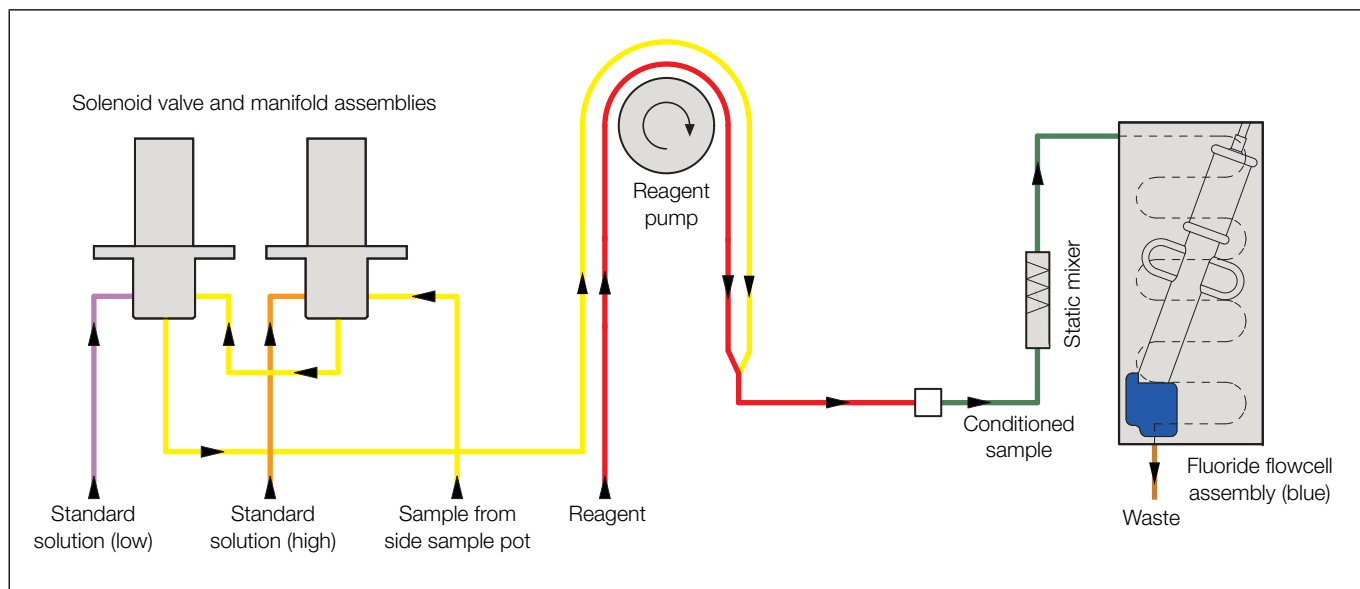 Solenoid valve and manifold assemblies
Reagent
pump
Static mixer
Conditioned
sample
Fluoride flowcell
assembly (blue)
Waste
Standard
solution (low)
Standard
solution (high)
Sample from
side sample pot
Reagent